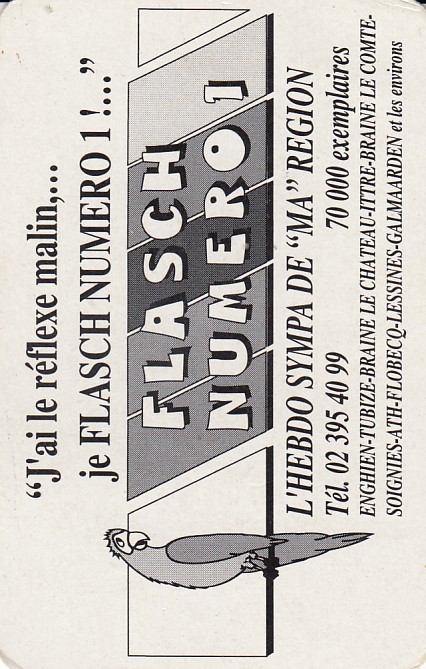 “J'ai le réflexe malin,...
je FLASCH NUMERO 1 !....”
FLASCH
NUMERO 1
L'HEBDO SYMPA DE “MA” REGION
Tél. 02 395 40 99 70 000 exemplaires
ENGHIEN-TUBIZE-BRAINE LE CHATEAU-ITTRE-BRAINE LE COMTE-
SOIGNIES-ATH-FLOBECQ-LESSINES-GALMAARDEN et les environs